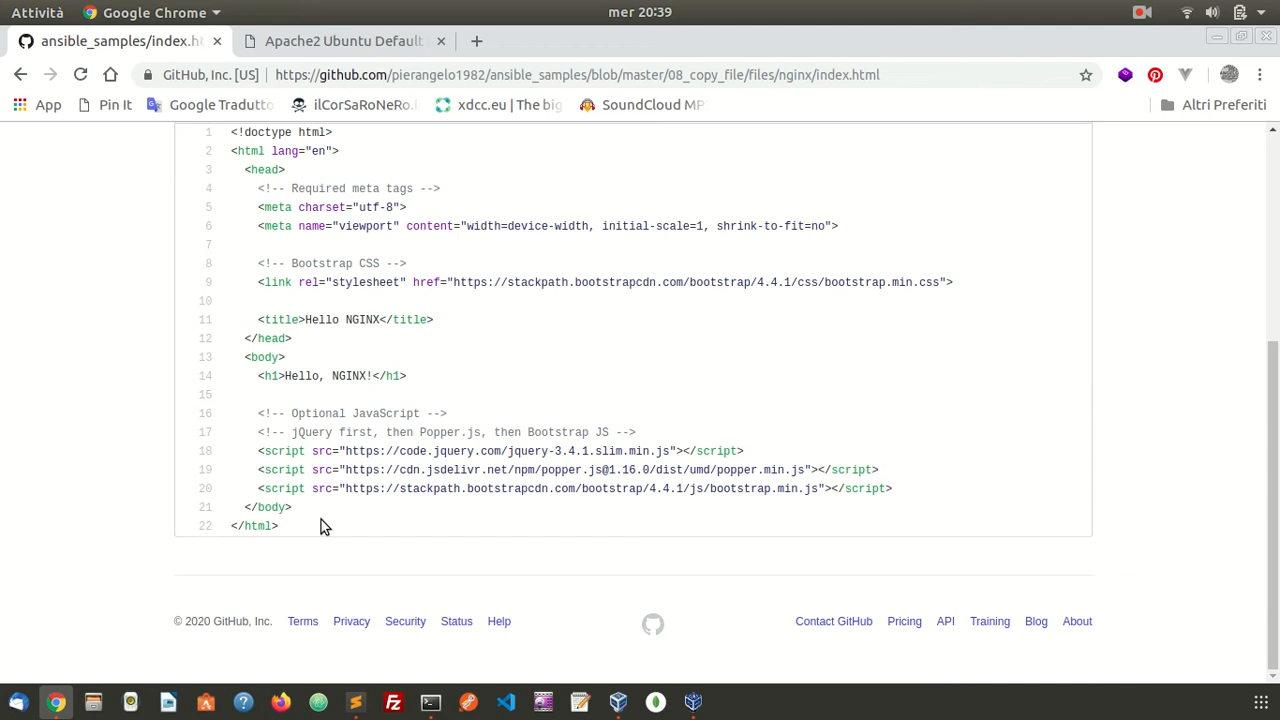 Attività Google Chrome mer 20:39
ansible_samples/index.ht Apache2 Ubuntu Default
GitHub, Inc. [US] https://github.com/pierangelo1982/ansible_samples/blob/master/08_copy_file/files/nginx/index.html
App Pin It Google Tradutto ilCorSaRoNeRo. xdcc.eu | The big SoundCloud MP Altri Preferiti
1 <!doctype html>
2 <html lang="en">
3 <head>
4 <!-- Required meta tags -->
5 <meta charset="utf-8">
6 <meta name="viewport" content="width=device-width, initial-scale=1, shrink-to-fit=no">
7
8 <!-- Bootstrap CSS -->
9 <link rel="stylesheet" href="https://stackpath.bootstrapcdn.com/bootstrap/4.4.1/css/bootstrap.min.css">
10
11 <title>Hello NGINX</title>
12 </head>
13 <body>
14 <h1>Hello, NGINX!</h1>
15
16 <!-- Optional JavaScript -->
17 <!-- jQuery first, then Popper.js, then Bootstrap JS -->
18 <script src="https://code.jquery.com/jquery-3.4.1.slim.min.js"></script>
19 <script src="https://cdn.jsdelivr.net/npm/popper.js@1.16.0/dist/umd/popper.min.js"></script>
20 <script src="https://stackpath.bootstrapcdn.com/bootstrap/4.4.1/js/bootstrap.min.js"></script>
21 </body>
22 </html>
© 2020 GitHub, Inc. Terms Privacy Security Status Help Contact GitHub Pricing API Training Blog About